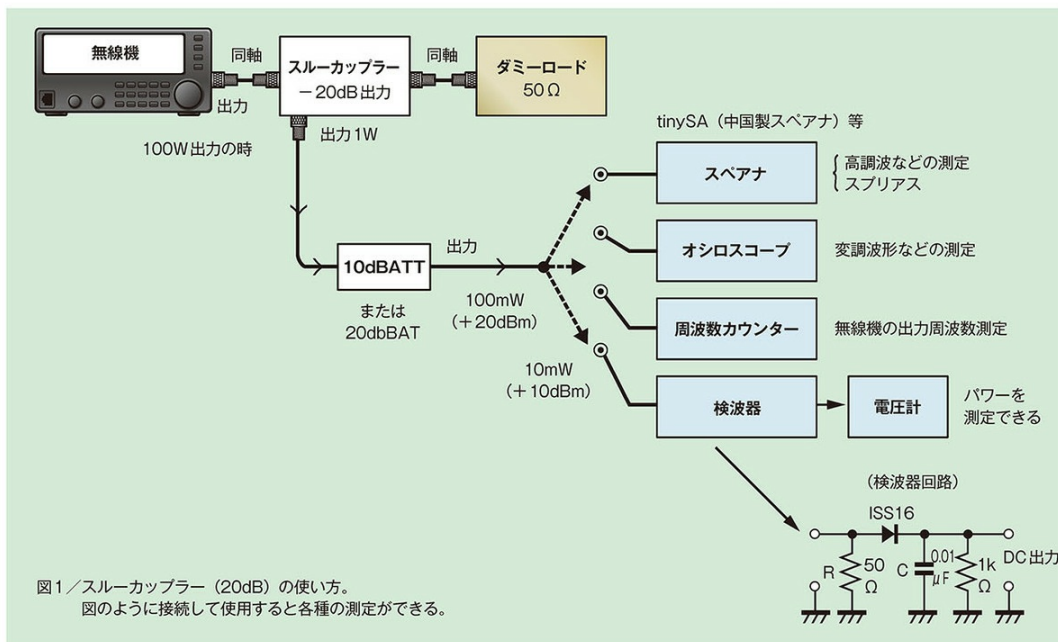 無線機
同軸
スルーカップラー
－20dB出力
同軸
ダミーロード
50Ω
出力
100W出力の時
出力1W
tinySA（中国製スペアナ）等
スペアナ
高調波などの測定
スプリアス
オシロスコープ
変調波形などの測定
10dBATT
または
20dbBAT
出力
100mW
（＋20dBm）
周波数カウンター
無線機の出力周波数測定
10mW
（＋10dBm）
検波器
電圧計
パワーを
測定できる
（検波器回路）
ISS16
R
50
Ω
C
0.01
μF
1k
Ω
DC出力
図1／スルーカップラー（20dB）の使い方。
図のように接続して使用すると各種の測定ができる。